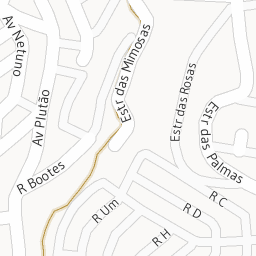 Av Netuno
Av Plutão
Estr das Mimosas
Estr das Rosas
Estr das Palmas
R Bootes
R Um
R H
R D
R C